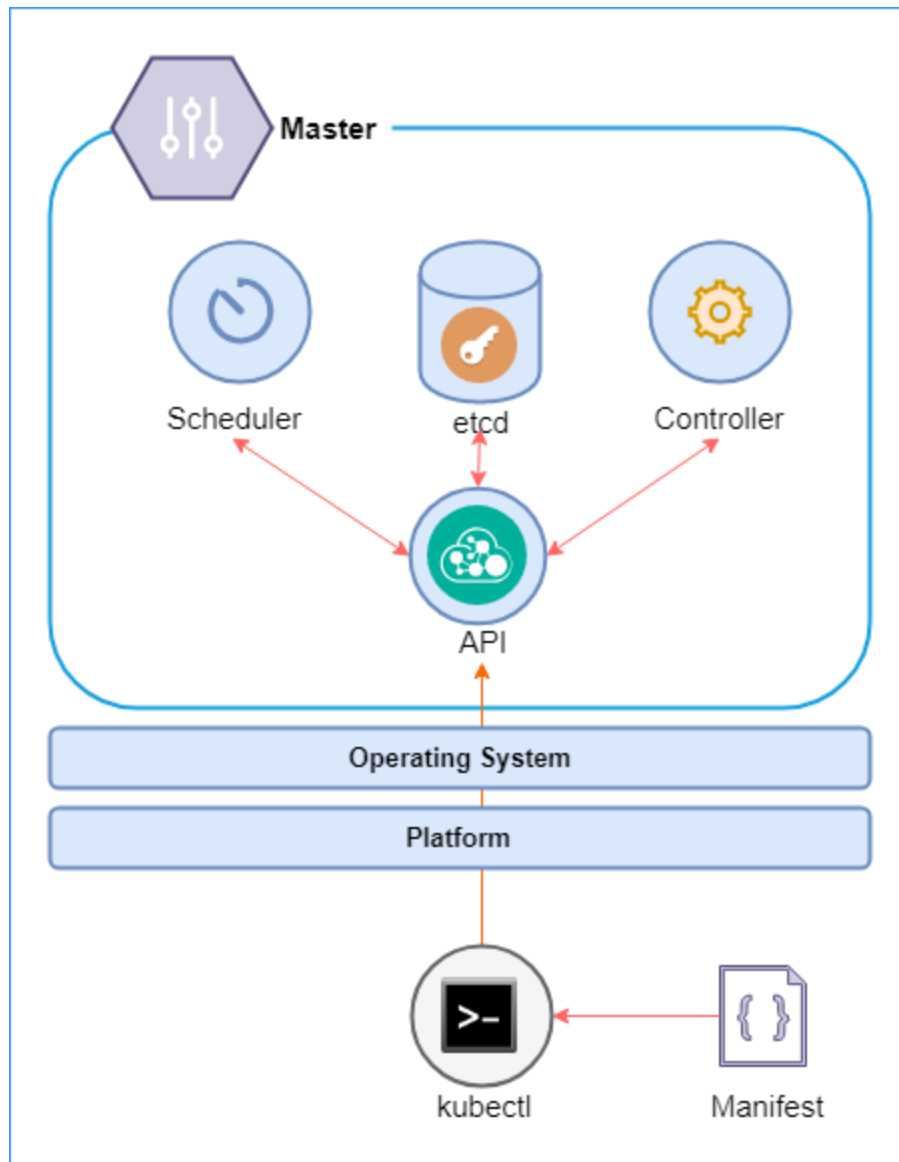 Master
Scheduler
etcd
Controller
API
Operating System
Platform
>-
{ }
kubectl
Manifest